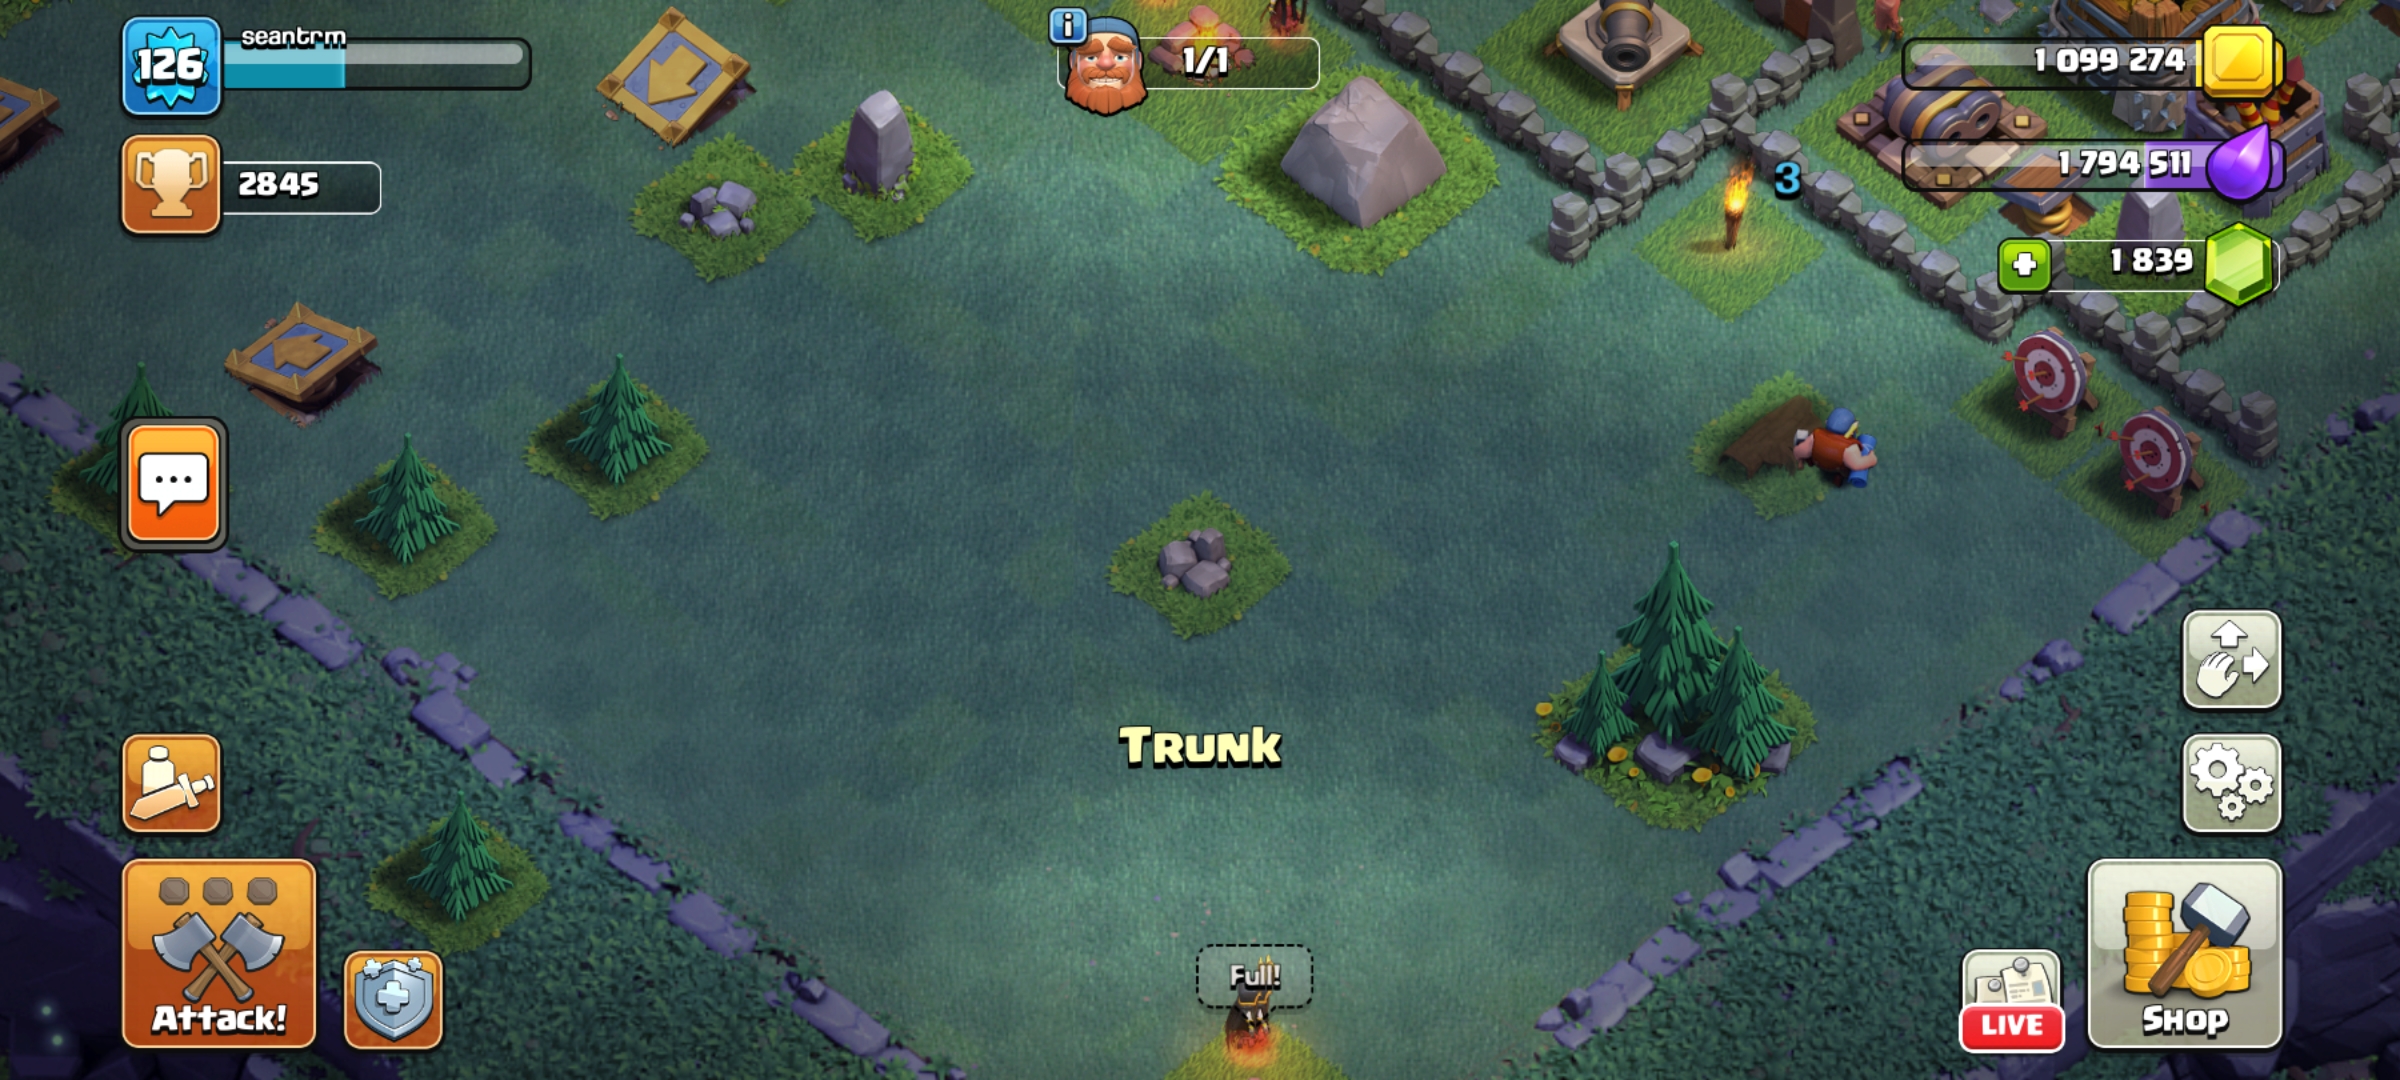 126
seantrm
i
1/1
1 099 274
2845
1 794 511
3
1 839
Trunk
Full!
Attack!
LIVE
Shop